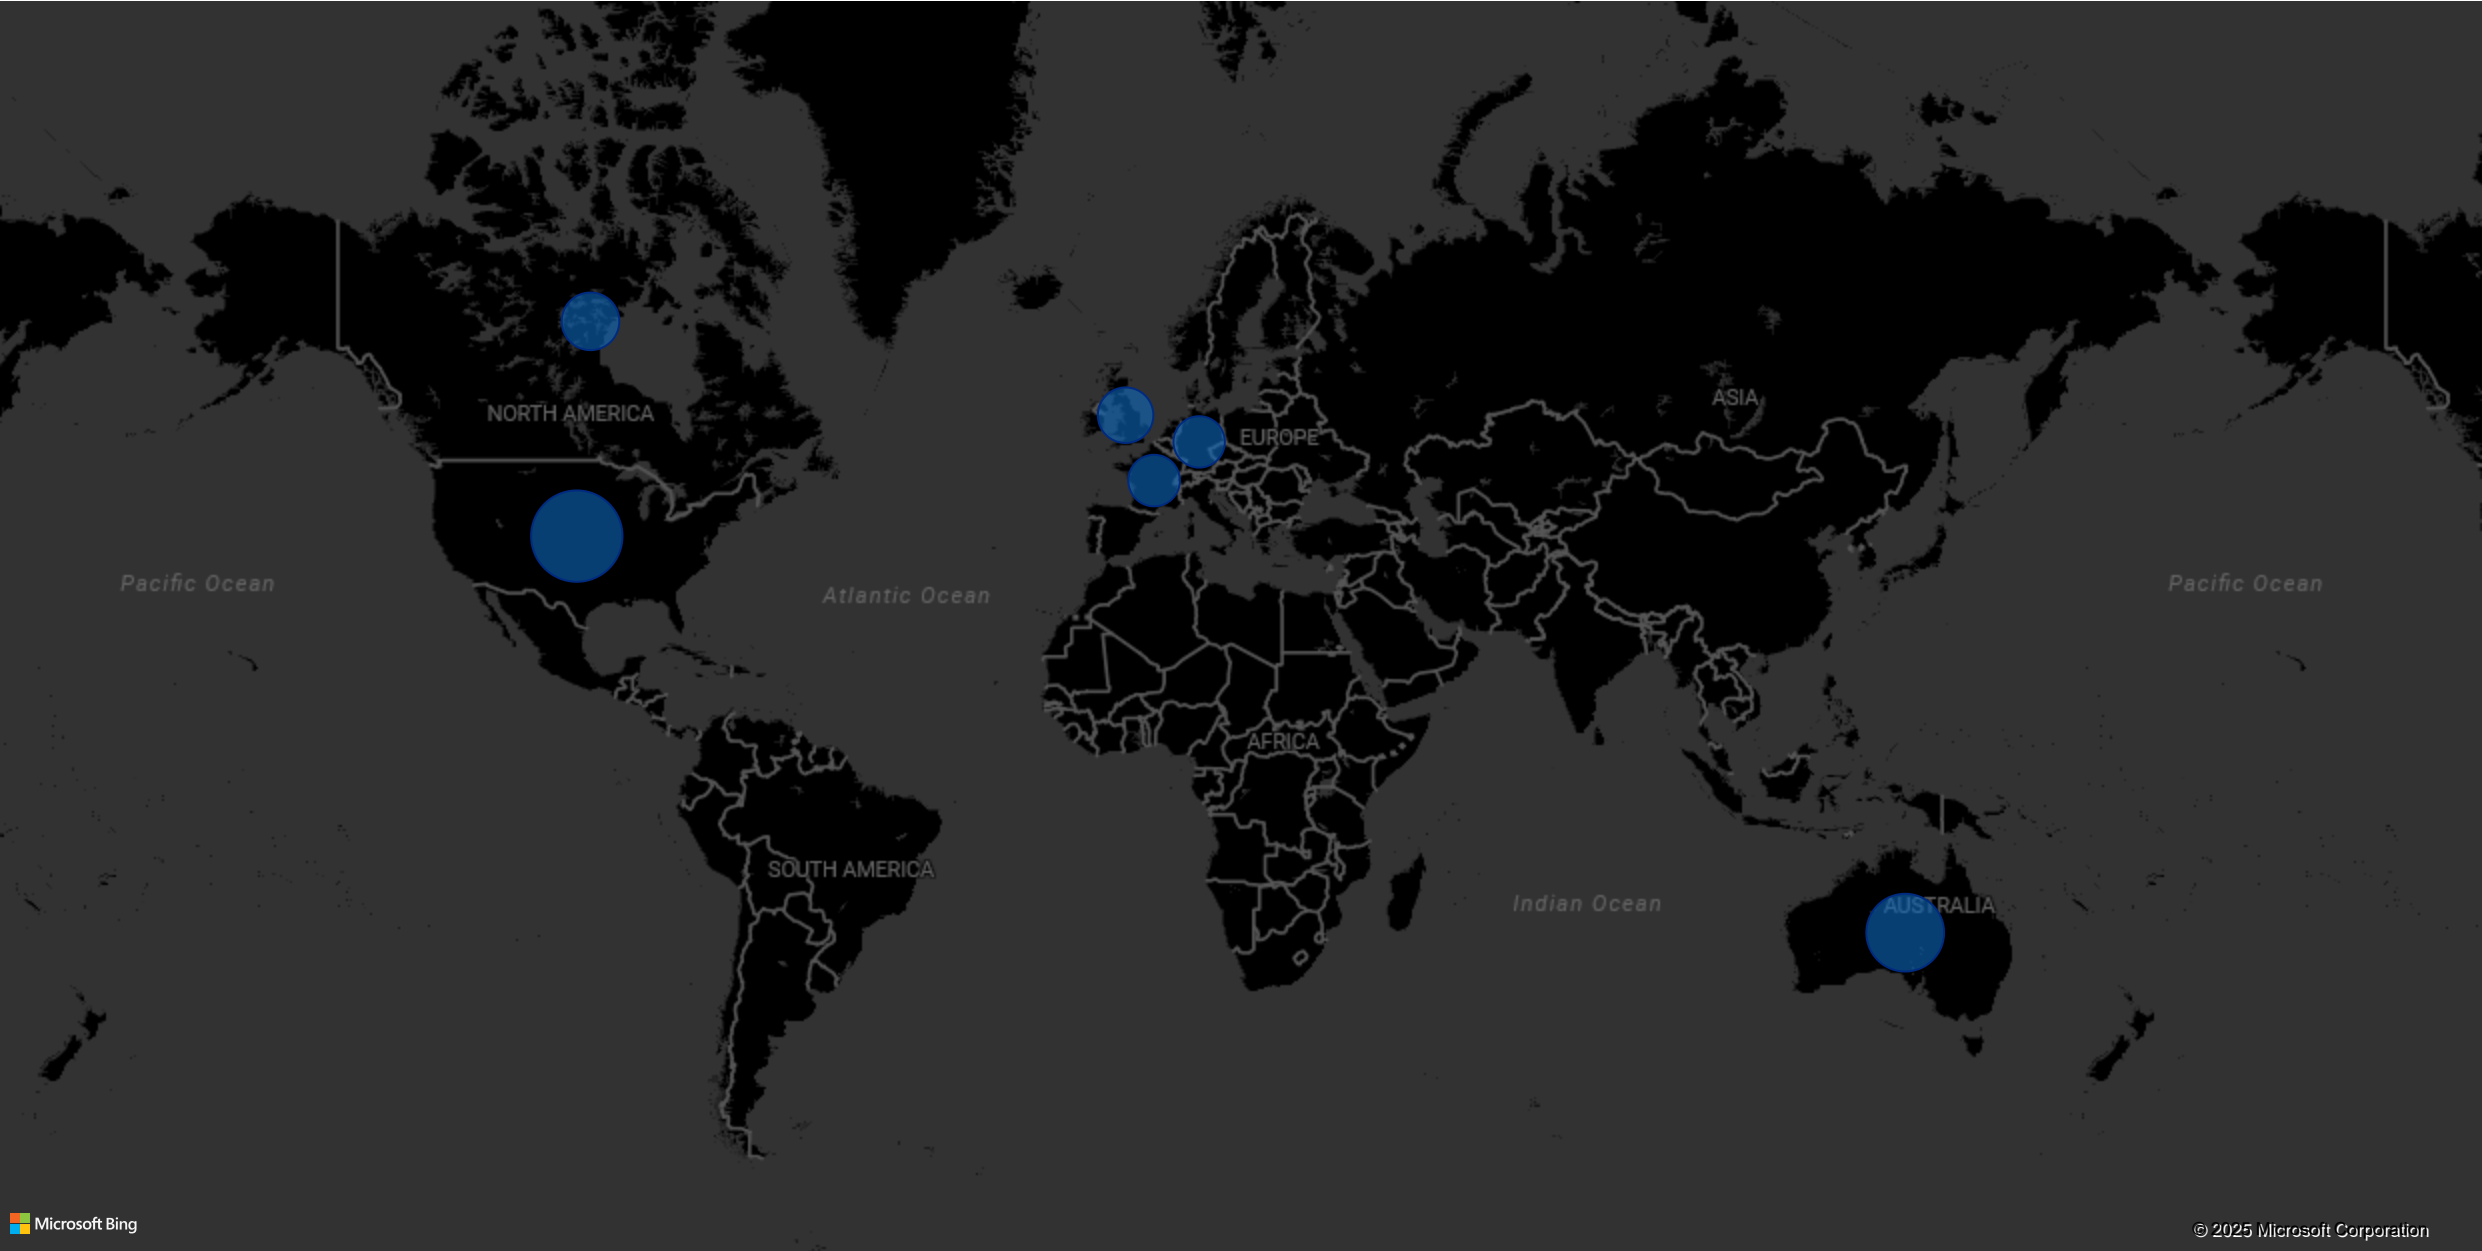 NORTH AMERICA
ASIA
EUROPE
Pacific Ocean
Atlantic Ocean
Pacific Ocean
AFRICA
SOUTH AMERICA
Indian Ocean
AUSTRALIA
Microsoft Bing
© 2025 Microsoft Corporation